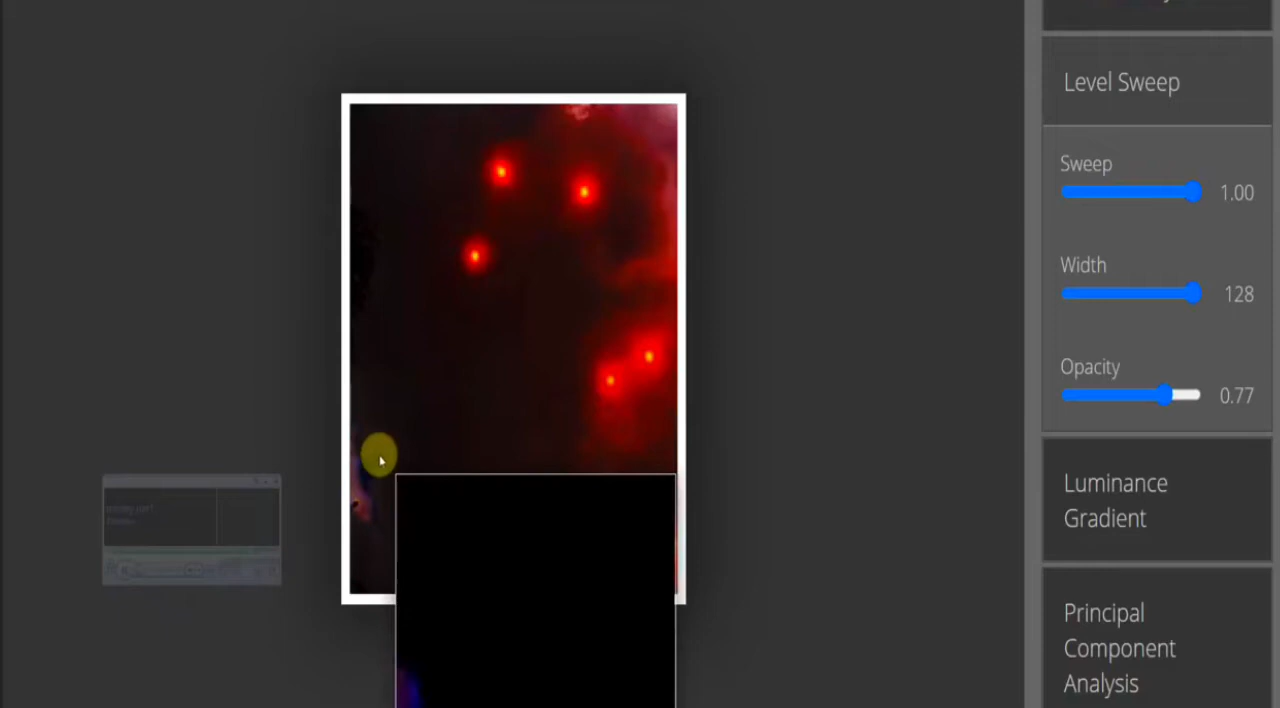 Level Sweep
Sweep
1.00
Width
128
Opacity
0.77
Luminance
Gradient
Principal
Component
Analysis